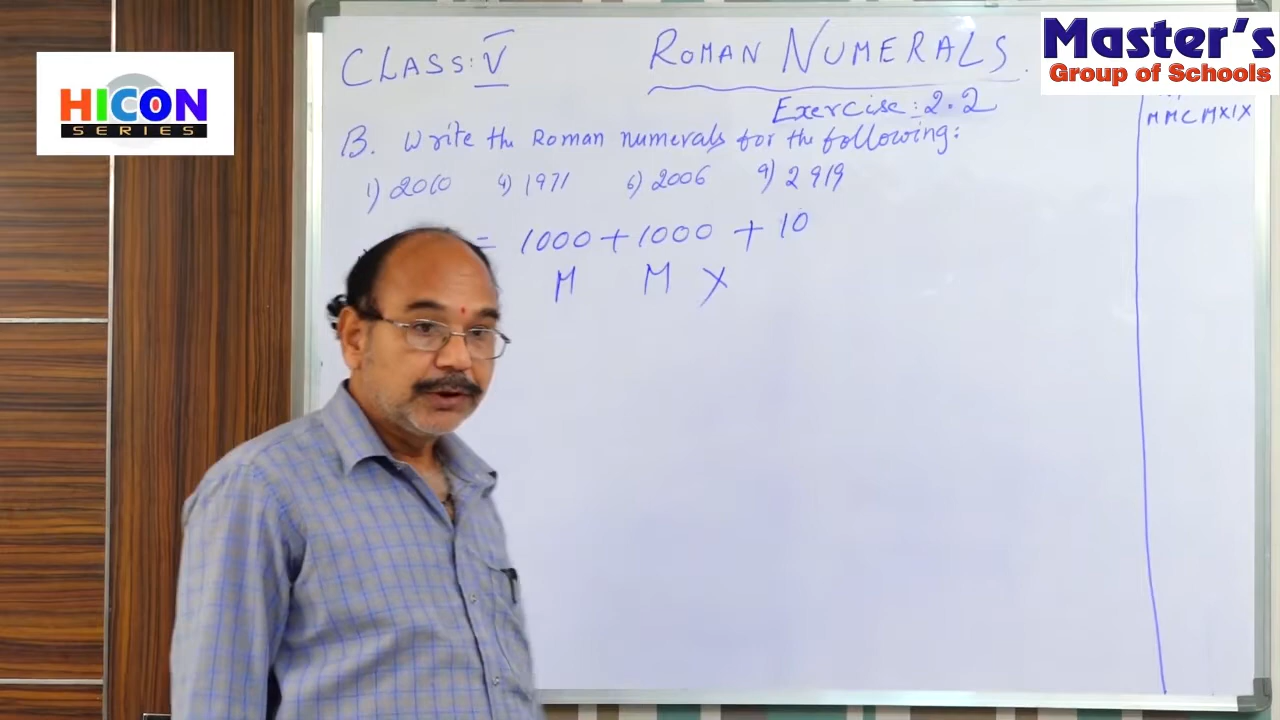 HICON
SERIES
Master's
Group of Schools
CLASS: V
ROMAN NUMERALS.
Exercise: 2.2
B. Write the Roman numerals for the following:
1) 2010 4) 1971 6) 2006 9) 2919
= 1000 + 1000 + 10
M M X
MMCMXIX